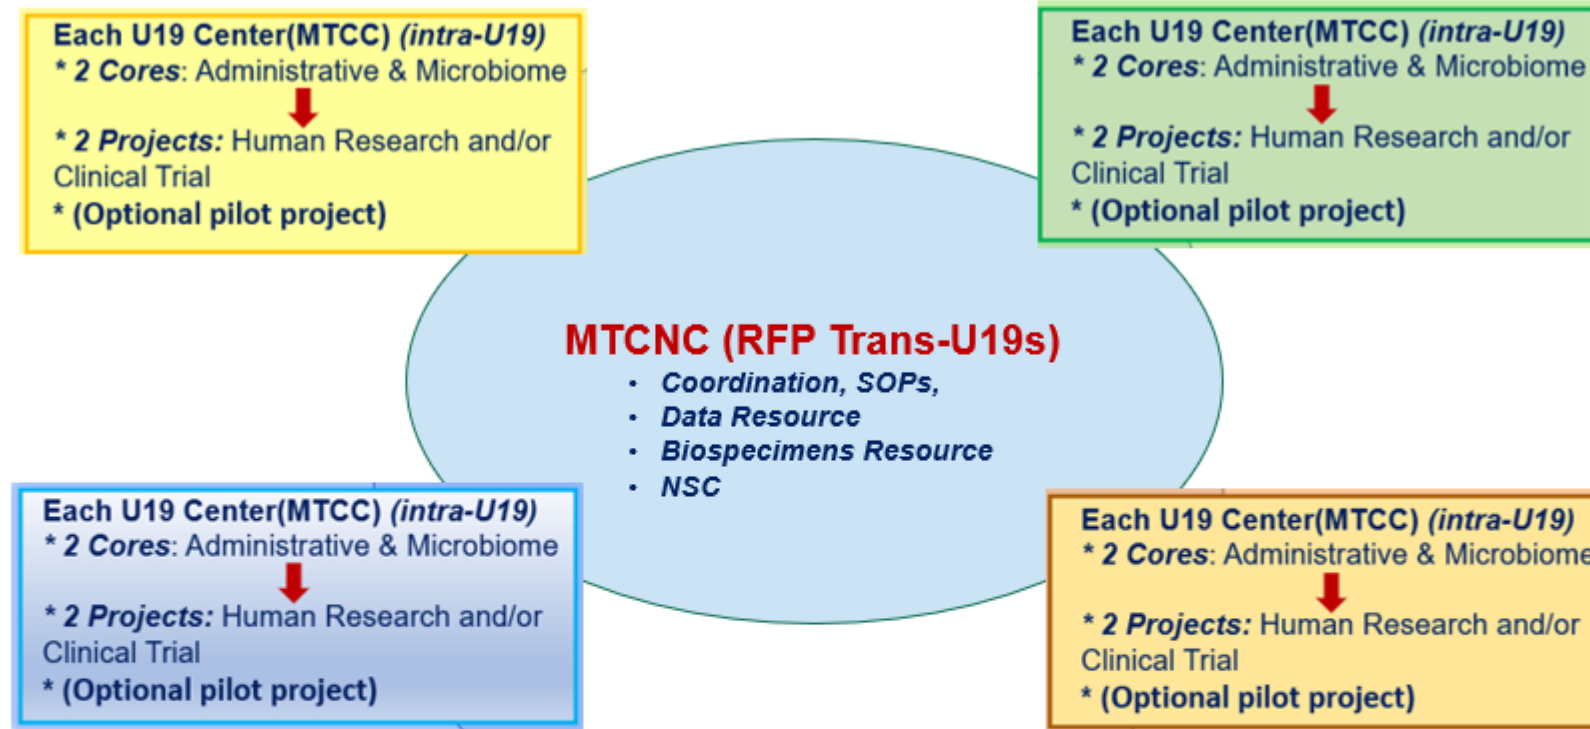 Each U19 Center(MTCC) (intra-U19)
* 2 Cores: Administrative & Microbiome
* 2 Projects: Human Research and/or
Clinical Trial
* (Optional pilot project)
Each U19 Center(MTCC) (intra-U19)
* 2 Cores: Administrative & Microbiome
* 2 Projects: Human Research and/or
Clinical Trial
* (Optional pilot project)
MTCNC (RFP Trans-U19s)
• Coordination, SOPs,
• Data Resource
• Biospecimens Resource
• NSC
Each U19 Center(MTCC) (intra-U19)
* 2 Cores: Administrative & Microbiome
* 2 Projects: Human Research and/or
Clinical Trial
* (Optional pilot project)
Each U19 Center(MTCC) (intra-U19)
* 2 Cores: Administrative & Microbiome
* 2 Projects: Human Research and/or
Clinical Trial
* (Optional pilot project)